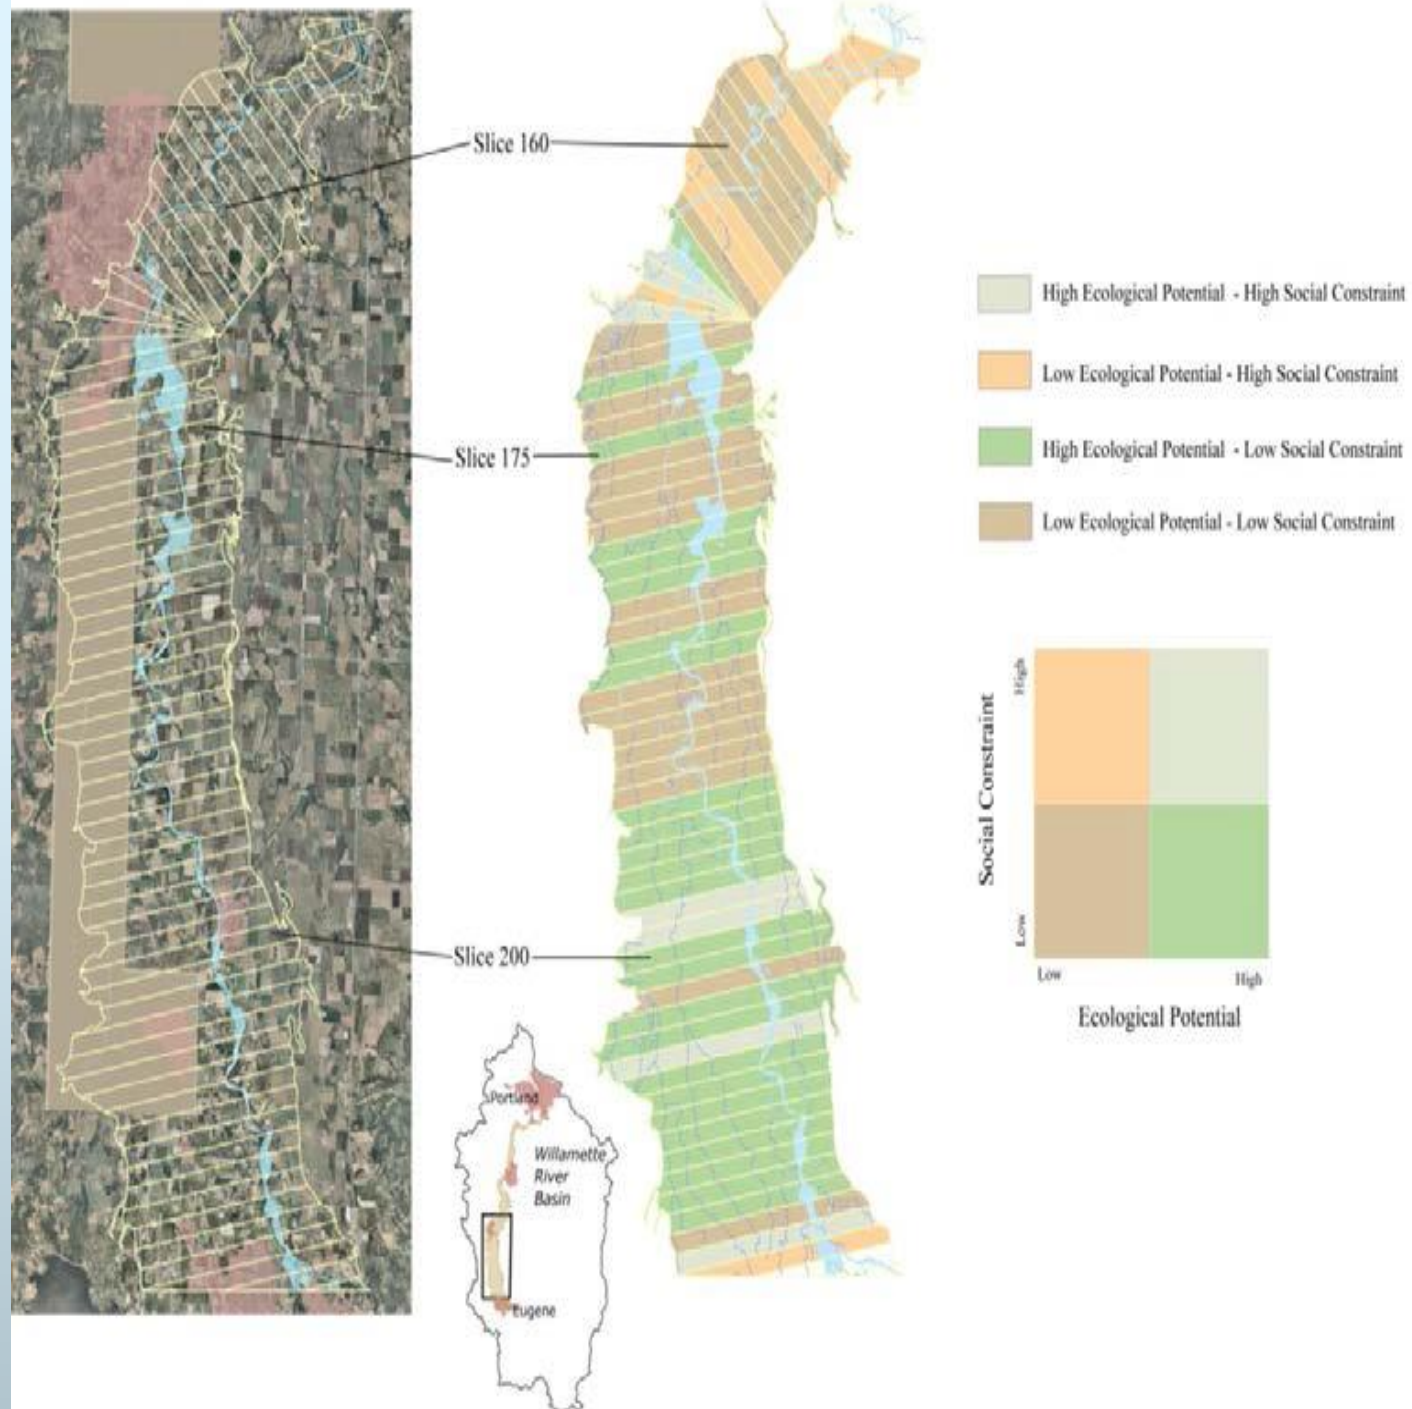 Slice 160
Slice 175
Slice 200
High Ecological Potential - High Social Constraint
Low Ecological Potential - High Social Constraint
High Ecological Potential - Low Social Constraint
Low Ecological Potential - Low Social Constraint
Social Constraint
High
Low
Low
High
Ecological Potential
Portland
Willamette
River
Basin
Eugene